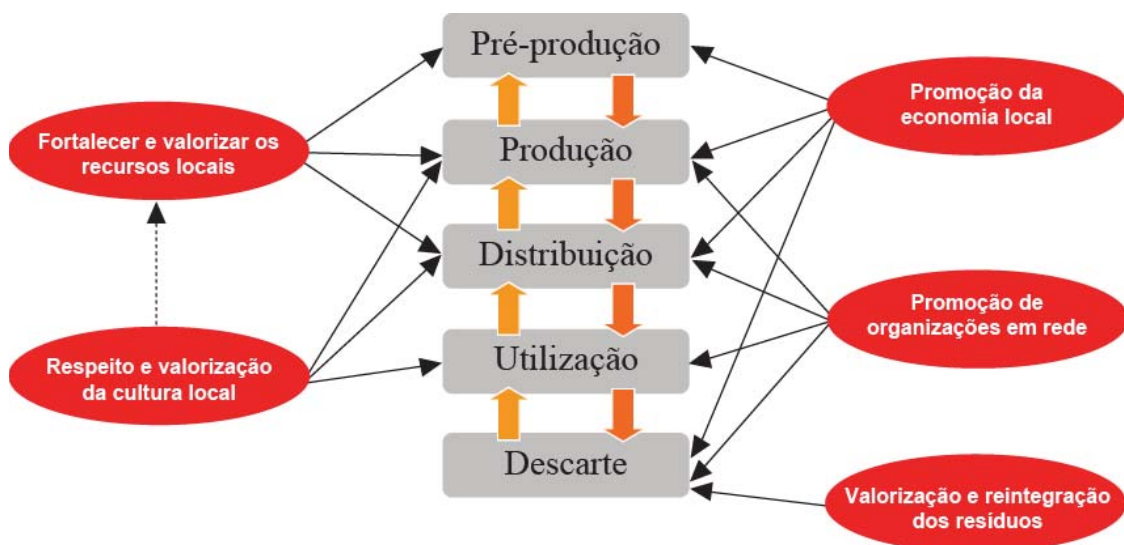 Pré-produção
Promoção da
economia local
Fortalecer e valorizar os
recursos locais
Produção
Distribuição
Promoção de
organizações em rede
Respeito e valorização
da cultura local
Utilização
Descarte
Valorização e reintegração
dos resíduos